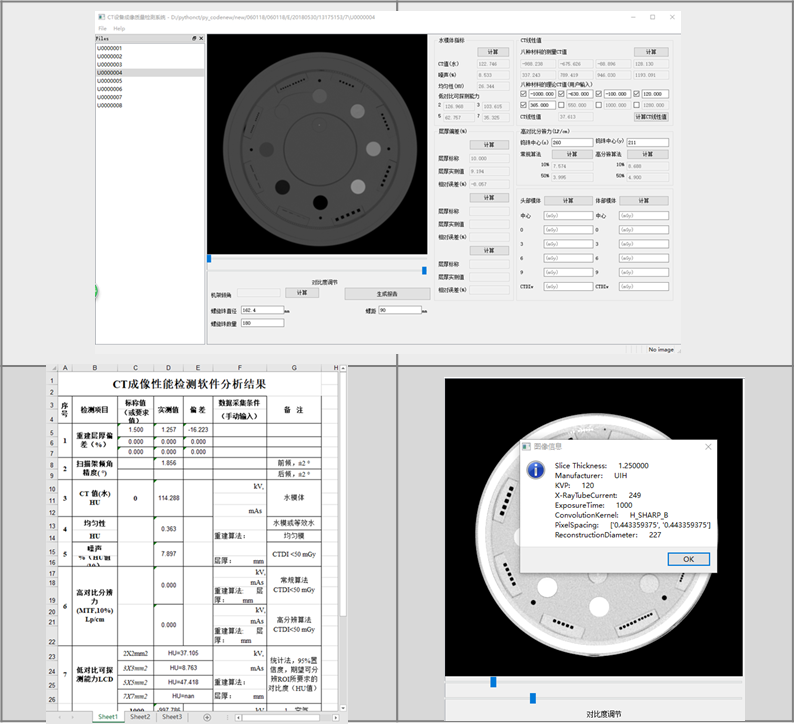 CT成像成像质量检测系统 - D:/pythonct/py_codenew/new/060118/060118/E/20180530/13175153/7\U0000004
File Help
Files
U0000001
U0000002
U0000003
U0000004
U0000005
U0000006
U0000007
U0000008
对比度调节
机架倾角 计算 生成报告
螺旋珠直径 162.4 mm 螺距 90 mm
螺旋珠数量 180
水模体指标
计算
CT值(水) 132.746
噪声(%) 0.533
均匀性(HU) 20.344
低对比可探测能力
2 128.968 3 103.615
5 62.757 7 35.325
层厚偏差(%)
计算
层厚标称 10.000
层厚实测值 9.194
相对误差(%) -8.057
计算
层厚标称
层厚实测值
相对误差(%)
计算
层厚标称
层厚实测值
相对误差(%)
CT线性值
八种材料的测量CT值 计算
-988.238 -675.026 -88.896 128.138
337.243 789.419 946.030 1193.091
八种材料的理论CT值(用户输入)
-1000.000 -630.000 -100.000 120.000
365.000 550.000 1000.000 1280.000
CT线性值 37.613 计算CT线性值
高对比分辨力(LP/cm)
钨珠中心(x) 260 钨珠中心(y) 211
常规算法 计算 高分辨算法 计算
10% 7.574 10%
50% 3.995 50% 4.930
头部模体 计算 体部模体 计算
中心 (mGy) 中心 (mGy)
0 (mGy) 0 (mGy)
3 (mGy) 3 (mGy)
6 (mGy) 6 (mGy)
9 (mGy) 9 (mGy)
CTDIw (mGy) CTDIw (mGy)
No image
A B C D E F G H
CT成像性能检测软件分析结果
序号 检测项目 标称值(或要求值) 实测值 偏 差 数据采集条件(手动输入) 备 注
1 重建层厚偏差(%) 1.500 1.257 -16.223
0.000 0.000 0.000
0.000 0.000 0.000
2 扫描架倾角精度(°) 1.856 前倾, ±2 °
后倾, ±2 °
3 CT 值(水) HU 0 114.288 kV, mAs 水模体
4 均匀性 HU 0.363 重建算法: 水模或等效水均匀模
5 噪声 7.897 层厚: mm CTDI <50 mGy
6 高对比分辨力(MTF,10%) Lp/cm 0.000 kV, mAs 重建算法: 层厚: mm 常规算法 CTDI<50 mGy
0.000 kV, mAs 重建算法: 层厚: mm 高分辨算法 CTDI<50 mGy
7 低对比可探测能力LCD 2X2mm2 HU=37.105 kV, 统计法，95%置信度，期望可分辨ROI所要求的对比度（HU值）
3X3mm2 HU=8.763 mAs
5X5mm2 HU=47.418 重建算法:
7X7mm2 HU=nan 层厚: mm
1000 -997.786 kV, 1. 空气
Sheet1 Sheet2 Sheet3
图像信息
Slice Thickness: 1.250000
Manufacturer: UIH
KVP: 120
X-RayTubeCurrent: 249
ExposureTime: 1000
ConvolutionKernel: H_SHARP_B
PixelSpacing: ['0.443359375', '0.443359375']
ReconstructionDiameter: 227
OK
对比度调节